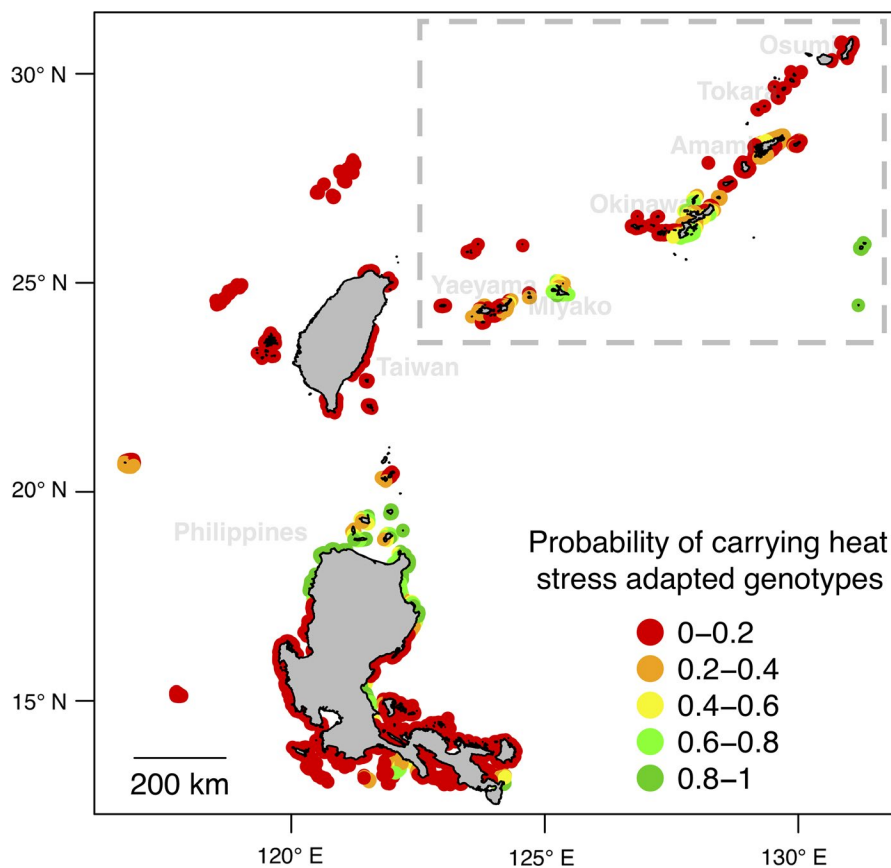 30° N
25° N
20° N
15° N
Osumi
Tokara
Amami
Okinawa
Yaeyama
Miyako
Taiwan
Philippines
Probability of carrying heat
stress adapted genotypes
0–0.2
0.2–0.4
0.4–0.6
0.6–0.8
0.8–1
200 km
120° E
125° E
130° E